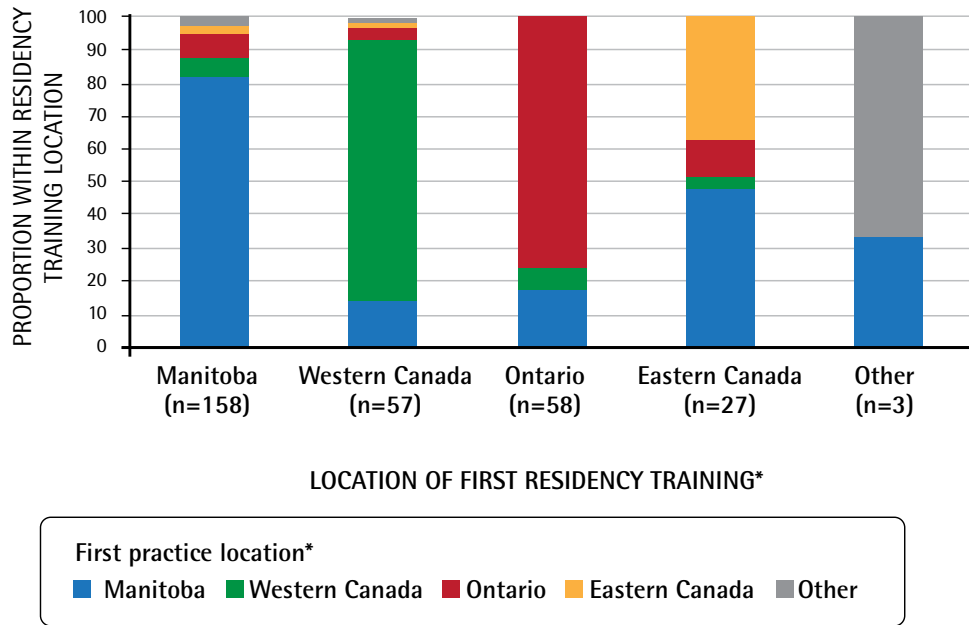 PROPORTION WITHIN RESIDENCY
TRAINING LOCATION
100
90
80
70
60
50
40
30
20
10
0
Manitoba
(n=158)
Western Canada
(n=57)
Ontario
(n=58)
Eastern Canada
(n=27)
Other
(n=3)
LOCATION OF FIRST RESIDENCY TRAINING*
First practice location*
Manitoba Western Canada Ontario Eastern Canada Other